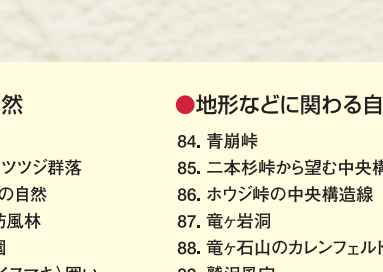 然
ツツジ群落
の自然
防風林
園
●地形などに関わる自
84. 青崩峠
85. 二本杉峠から望む中央構
86. ホウジ峠の中央構造線
87. 竜ヶ岩洞
88. 竜ヶ石山のカレンフェルト